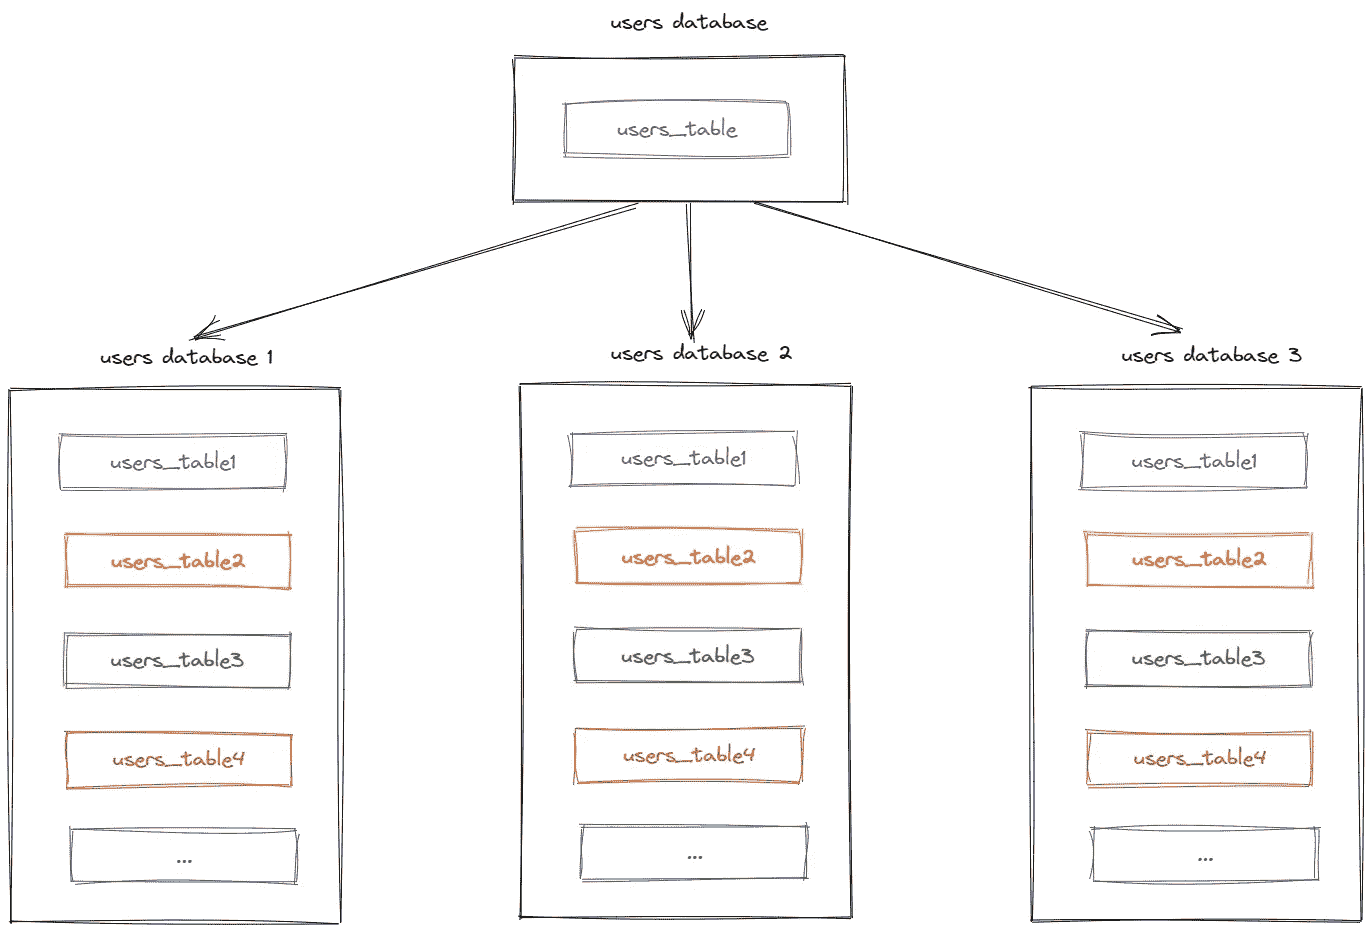 users database
users_table
users database 1
users database 2
users database 3
users_table1
users_table2
users_table3
users_table4
...
users_table1
users_table2
users_table3
users_table4
...
users_table1
users_table2
users_table3
users_table4
...